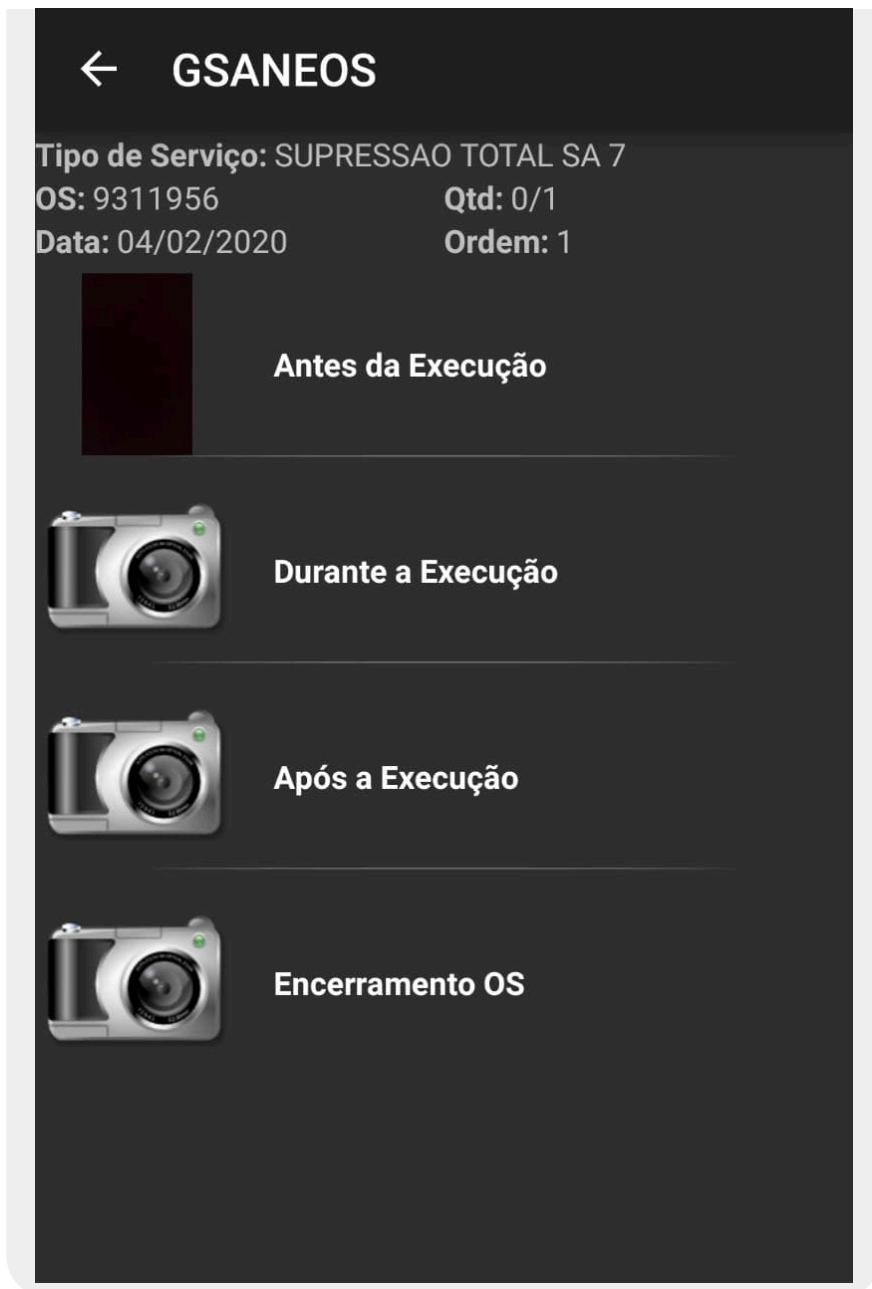 GSANEOS
Tipo de Serviço: SUPRESSAO TOTAL SA 7
OS: 9311956 Qtd: 0/1
Data: 04/02/2020 Ordem: 1
Antes da Execução
Durante a Execução
Após a Execução
Encerramento OS